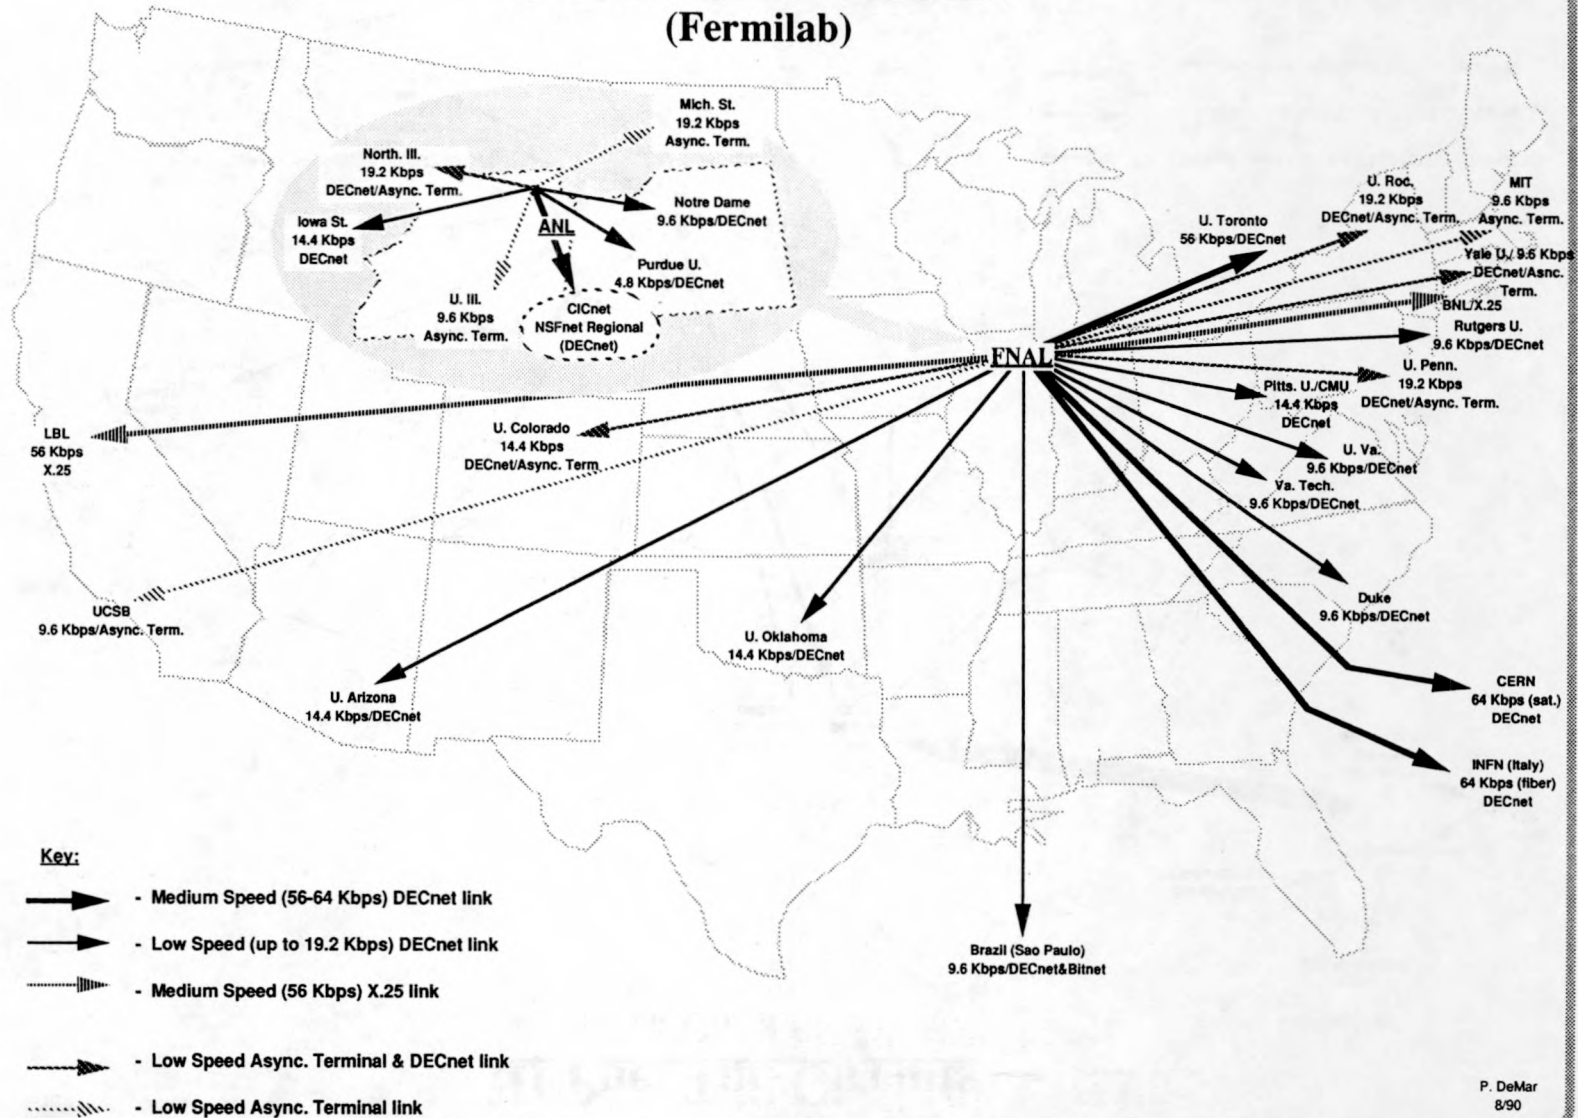 (Fermilab)
Mich. St.
19.2 Kbps
Async. Term.
North. Ill.
19.2 Kbps
DECnet/Async. Term.
Iowa St.
14.4 Kbps
DECnet
ANL
Notre Dame
9.6 Kbps/DECnet
Purdue U.
4.8 Kbps/DECnet
U. Ill.
9.6 Kbps
Async. Term.
CICnet
NSFnet Regional
(DECnet)
U. Toronto
56 Kbps/DECnet
U. Roc.
19.2 Kbps
DECnet/Async. Term.
MIT
9.6 Kbps
Async. Term.
Yale U./ 9.6 Kbps
DECnet/Asnc.
Term.
BNL/X.25
Rutgers U.
9.6 Kbps/DECnet
FNAL
U. Penn.
19.2 Kbps
DECnet/Async. Term.
Pitts. U./CMU
14.4 Kbps
DECnet
U. Va.
9.6 Kbps/DECnet
Va. Tech.
9.6 Kbps/DECnet
LBL
56 Kbps
X.25
U. Colorado
14.4 Kbps
DECnet/Async. Term
UCSB
9.6 Kbps/Async. Term.
U. Arizona
14.4 Kbps/DECnet
U. Oklahoma
14.4 Kbps/DECnet
Duke
9.6 Kbps/DECnet
CERN
64 Kbps (sat.)
DECnet
INFN (Italy)
64 Kbps (fiber)
DECnet
Brazil (Sao Paulo)
9.6 Kbps/DECnet&Bitnet
Key:
- Medium Speed (56-64 Kbps) DECnet link
- Low Speed (up to 19.2 Kbps) DECnet link
- Medium Speed (56 Kbps) X.25 link
- Low Speed Async. Terminal & DECnet link
- Low Speed Async. Terminal link
P. DeMar
8/90